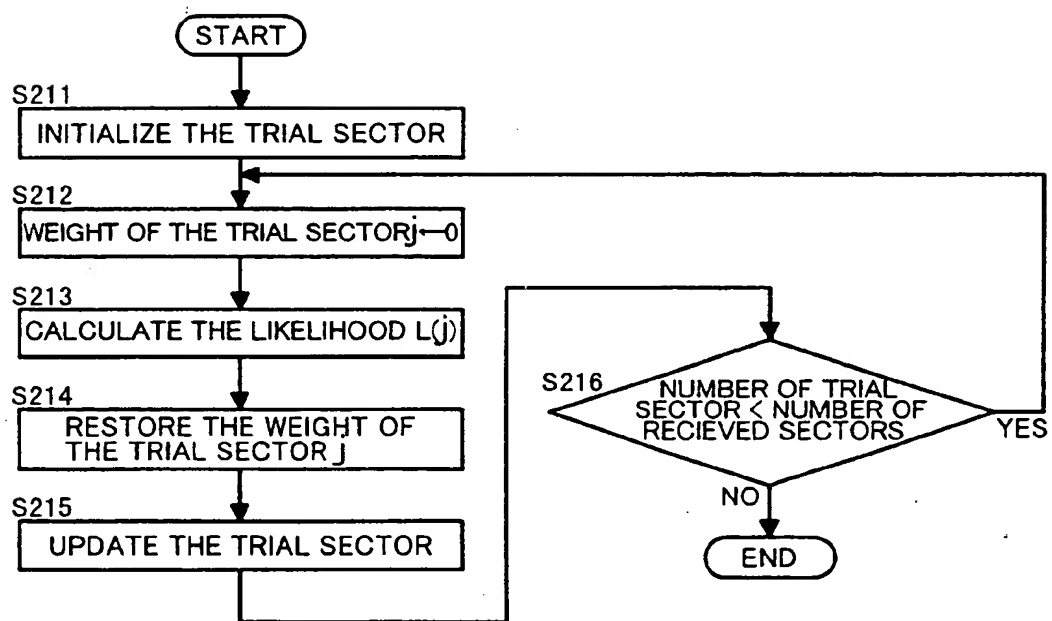 START
S211
INITIALIZE THE TRIAL SECTOR
S212
WEIGHT OF THE TRIAL SECTOR j←0
S213
CALCULATE THE LIKELIHOOD L(j)
S214
RESTORE THE WEIGHT OF
THE TRIAL SECTOR j
S215
UPDATE THE TRIAL SECTOR
S216
NUMBER OF TRIAL
SECTOR < NUMBER OF
RECIEVED SECTORS
YES
NO
END